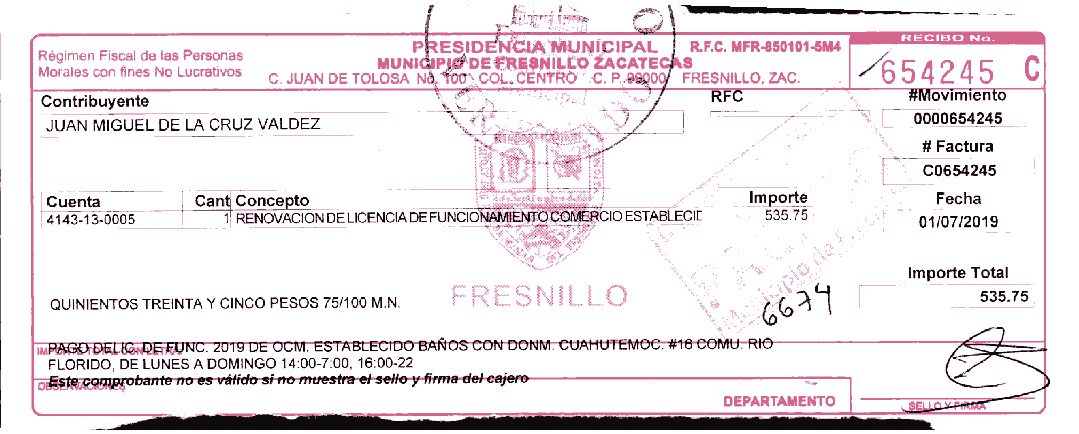 RECIBO No.
654245 C
Régimen Fiscal de las Personas
Morales con fines No Lucrativos
PRESIDENCIA MUNICIPAL
MUNICIPIO DE FRESNILLO ZACATECAS
C. JUAN DE TOLOSA No. 100 COL. CENTRO C. P. 99000 FRESNILLO, ZAC.
R.F.C. MFR-850101-5M4
Contribuyente
JUAN MIGUEL DE LA CRUZ VALDEZ
RFC
#Movimiento
0000654245
# Factura
C0654245
Fecha
01/07/2019
Cuenta Cant Concepto Importe
4143-13-0005 1 RENOVACION DE LICENCIA DE FUNCIONAMIENTO COMERCIO ESTABLECID 535.75
Importe Total
535.75
QUINIENTOS TREINTA Y CINCO PESOS 75/100 M.N.
FRESNILLO
6674
IMPORTE TOTAL CON LETRA
PAGO DE LIC. DE FUNC. 2019 DE OCM. ESTABLECIDO BAÑOS CON DONM. CUAHUTEMOC. #16 COMU. RIO
FLORIDO, DE LUNES A DOMINGO 14:00-7:00, 16:00-22
Este comprobante no es válido si no muestra el sello y firma del cajero
OBSERVACIONES
DEPARTAMENTO
SELLO Y FIRMA